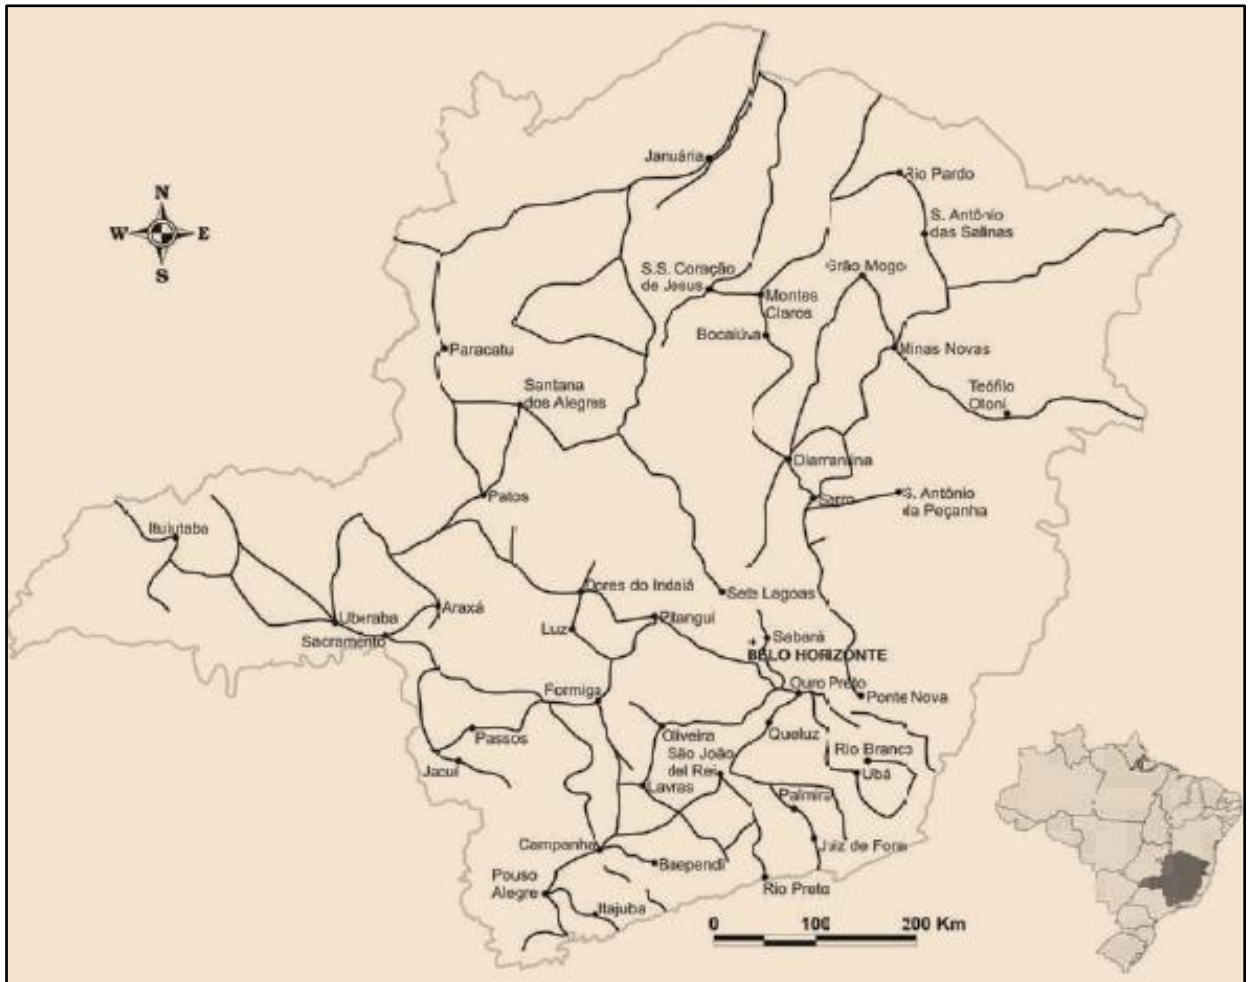 Januária
Rio Pardo
N
W E
S
S. Antônio
das Salinas
S.S. Coração
de Jesus
Grão Mogo
Montes
Claros
Bocaiúva
Paracatu
Minas Novas
Santana
dos Alegres
Teófilo
Otoni
Diamantina
Patos
Serro
S. Antônio
da Peçanha
Ituiutaba
Dores do Indaiá
Sete Lagoas
Araxá
Uberaba
Pitangui
Luz
Sacramento
Sabará
BELO HORIZONTE
Ouro Preto
Formiga
Ponte Nova
Passos
Oliveira
Queluz
São João
del Rei
Rio Branco
Jacuí
Ubá
Lavras
Palmira
Campanha
Juiz de Fora
Baependi
Pouso
Alegre
Rio Preto
Itajuba
0 100 200 Km